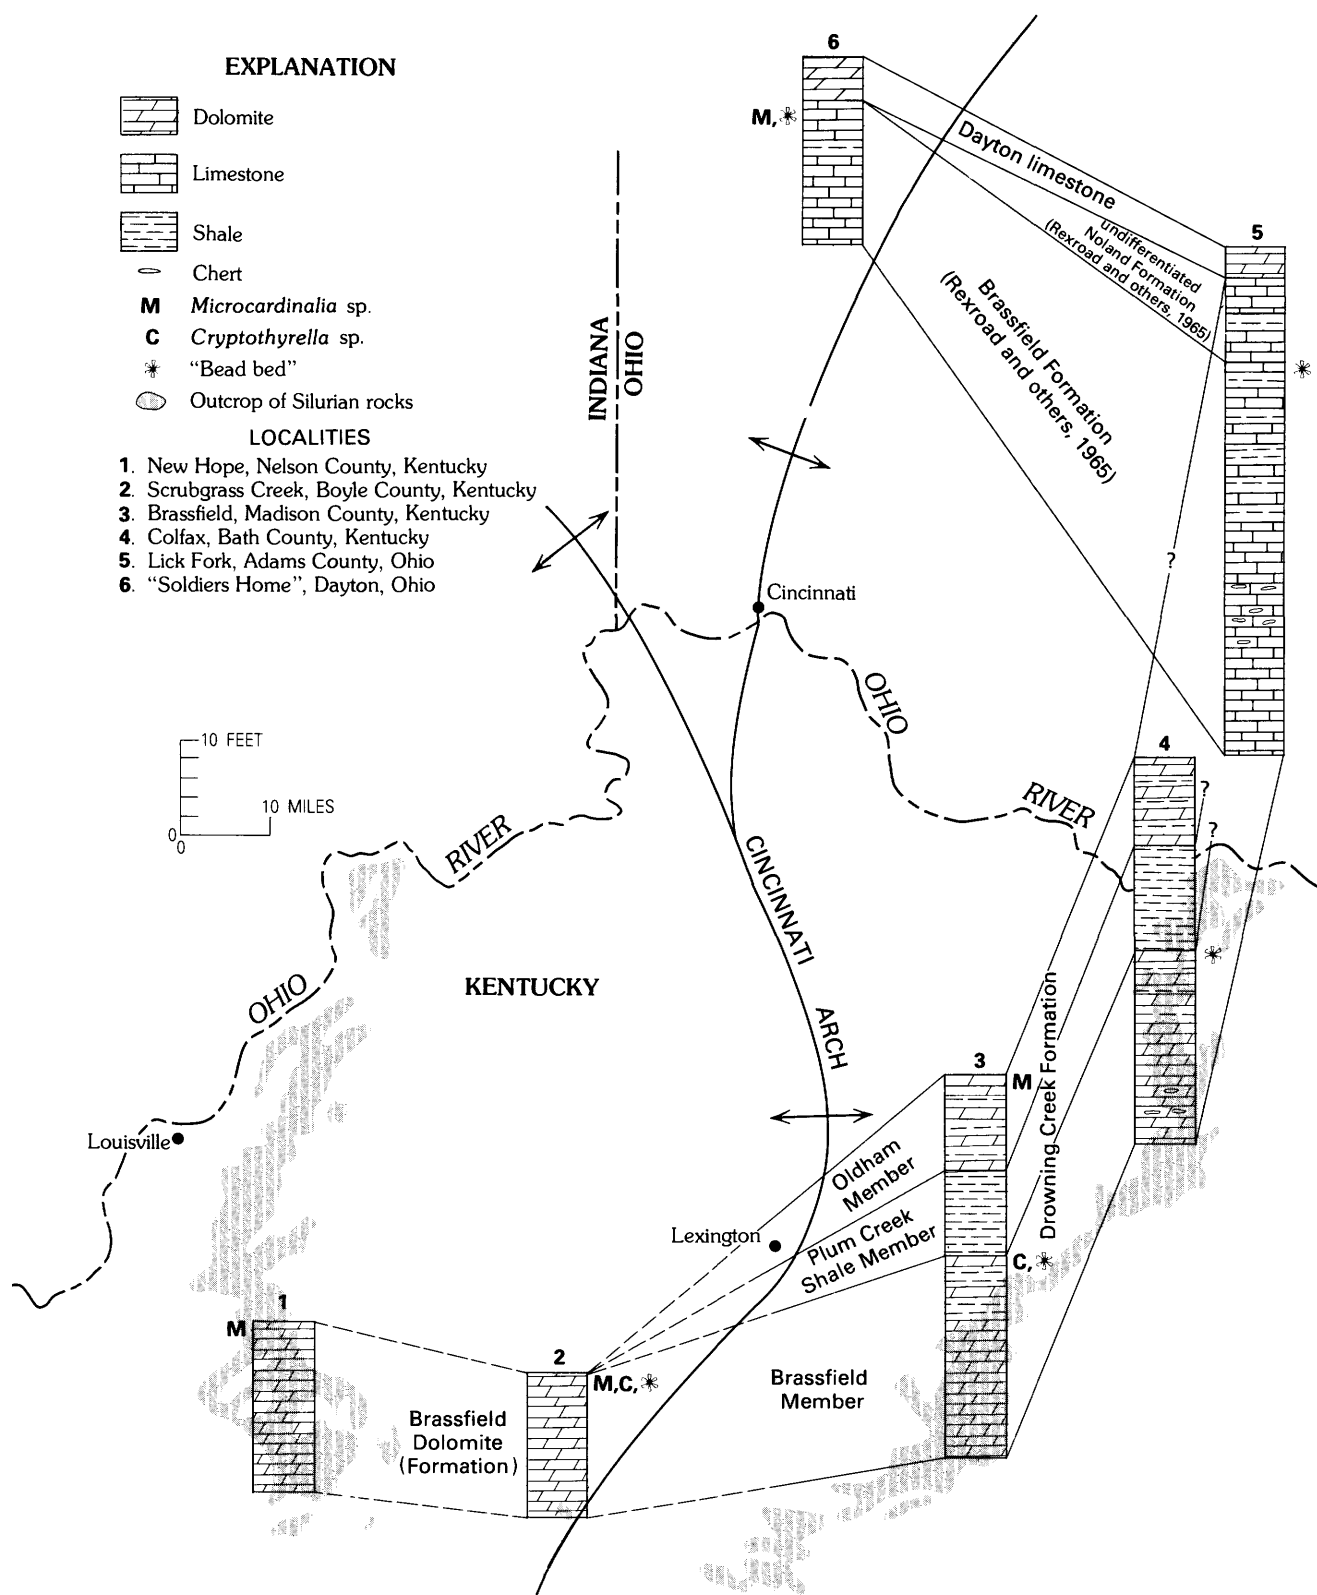 EXPLANATION
Dolomite
Limestone
Shale
Chert
M Microcardinalia sp.
C Cryptothyrella sp.
"Bead bed"
Outcrop of Silurian rocks
LOCALITIES
1. New Hope, Nelson County, Kentucky
2. Scrubgrass Creek, Boyle County, Kentucky
3. Brassfield, Madison County, Kentucky
4. Colfax, Bath County, Kentucky
5. Lick Fork, Adams County, Ohio
6. "Soldiers Home", Dayton, Ohio
6
M,
Dayton limestone
undifferentiated
Noland Formation
(Rexroad and others, 1965)
Brassfield Formation
(Rexroad and others, 1965)
5
INDIANA
OHIO
?
Cincinnati
OHIO
RIVER
10 FEET
10 MILES
0
0
RIVER
OHIO
4
?
?
CINCINNATI
ARCH
KENTUCKY
Louisville
Lexington
3
M
Oldham
Member
Plum Creek
Shale Member
Drowning Creek Formation
C,
1
M
2
M,C,
Brassfield
Dolomite
(Formation)
Brassfield
Member